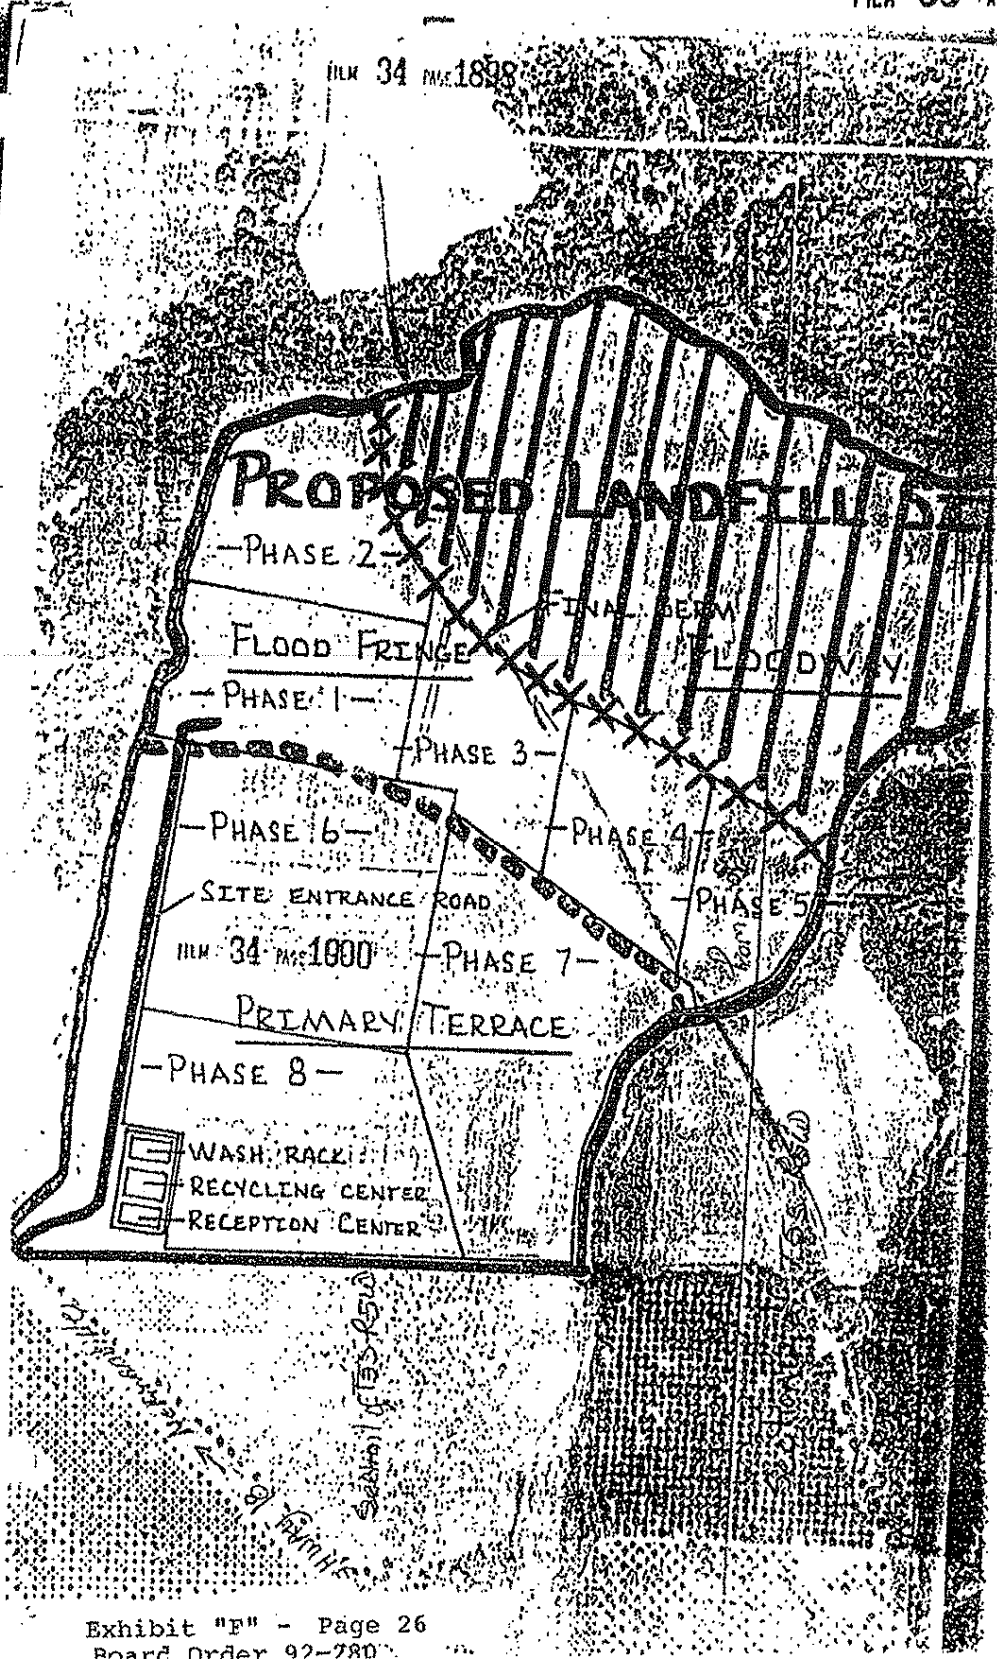 FILM 34 PAGE 1898
PROPOSED LANDFILL
—PHASE 2—
FINAL BERM
FLOOD FRINGE
FLOODWAY
—PHASE 1—
—PHASE 3—
—PHASE 6—
—PHASE 4—
SITE ENTRANCE ROAD
—PHASE 5—
FILM 34 PAGE 1900
—PHASE 7—
PRIMARY TERRACE
—PHASE 8—
WASH RACK
RECYCLING CENTER
RECEPTION CENTER
Highway 18
Exhibit "F" - Page 26
Board Order 92-280